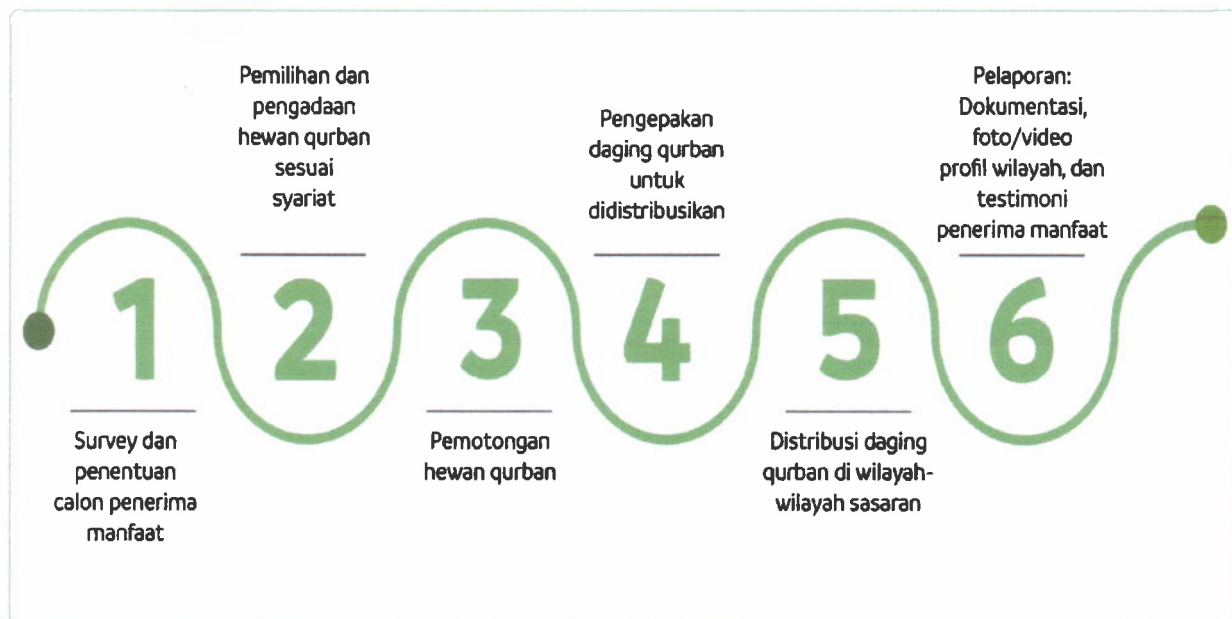 1
Survey dan
penentuan
calon penerima
manfaat
Pemilihan dan
pengadaan
hewan qurban
sesuai
syariat
2
3
Pemotongan
hewan qurban
Pengepakan
daging qurban
untuk
didistribusikan
4
5
Distribusi daging
qurban di wilayah-
wilayah sasaran
Pelaporan:
Dokumentasi,
foto/video
profil wilayah, dan
testimoni
penerima manfaat
6